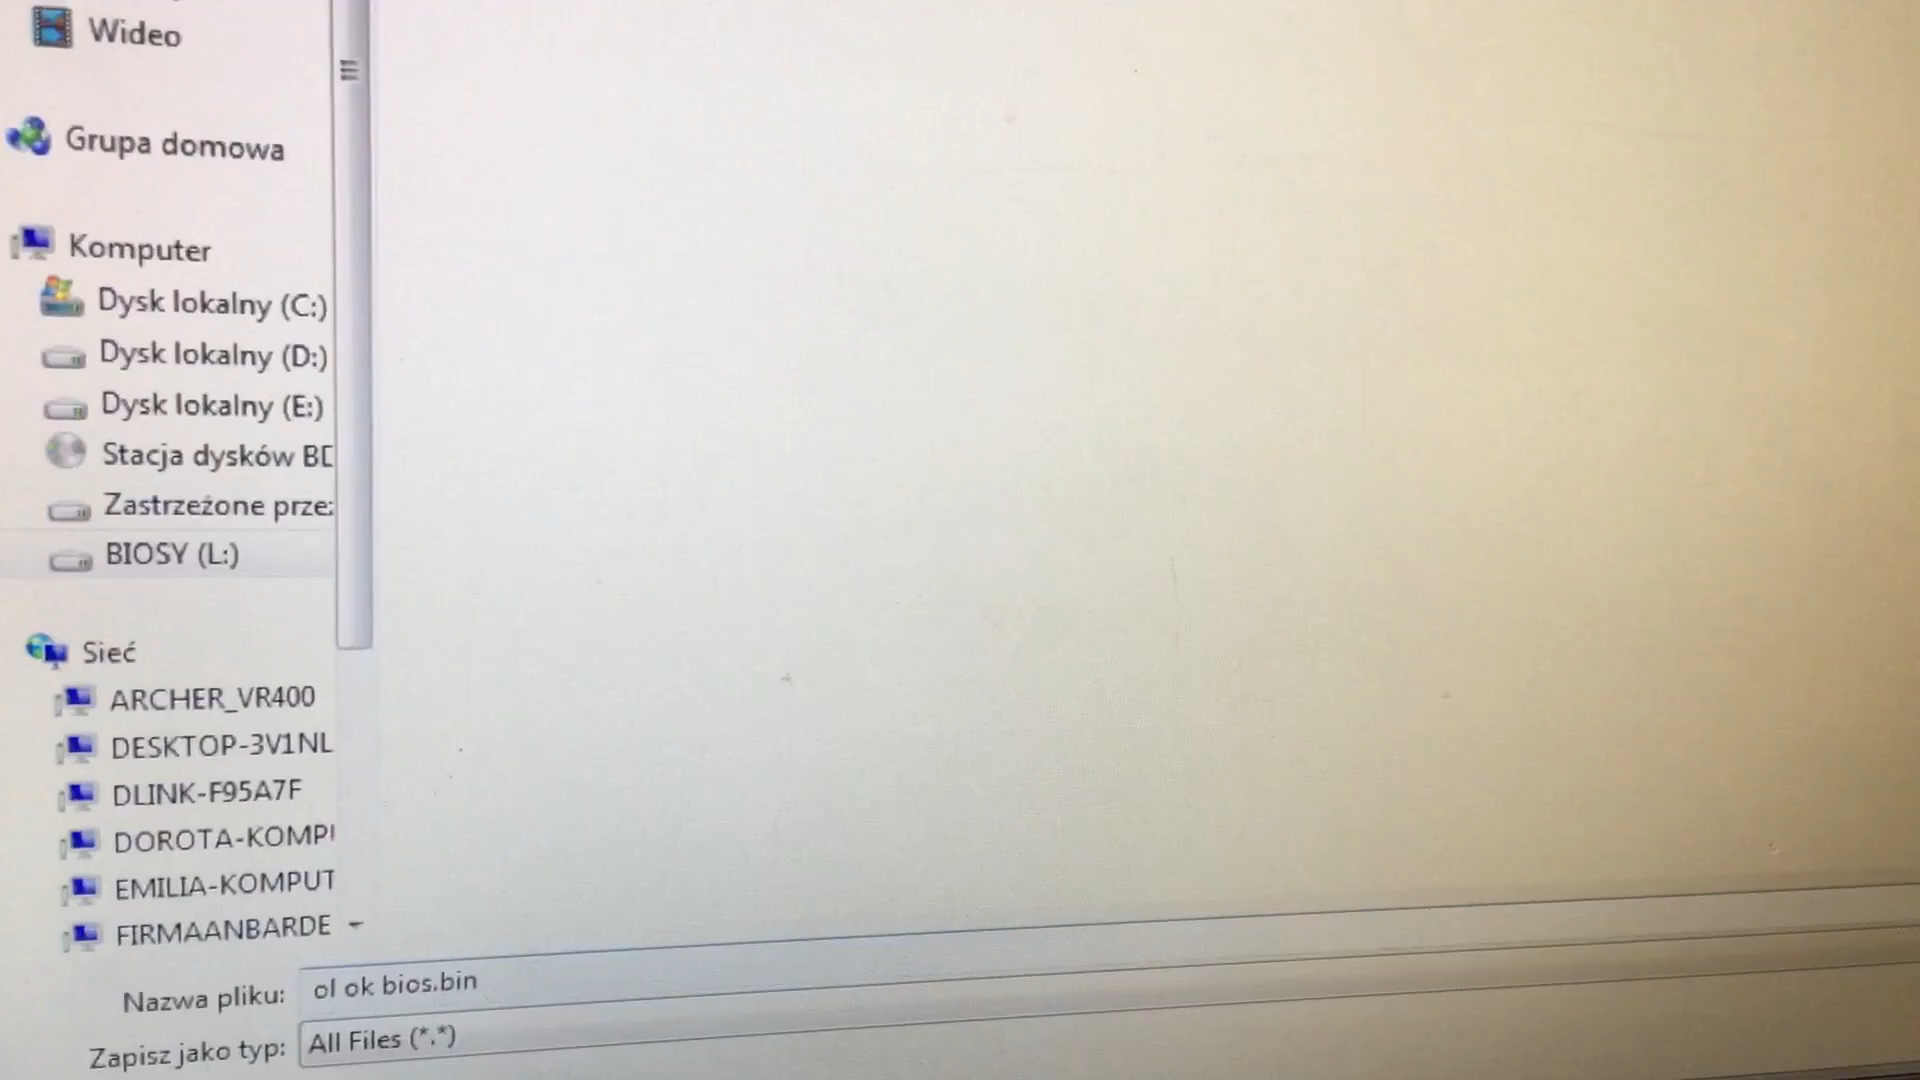 Wideo
Grupa domowa
Komputer
Dysk lokalny (C:)
Dysk lokalny (D:)
Dysk lokalny (E:)
Stacja dysków BD
Zastrzeżone prze
BIOSY (L:)
Sieć
ARCHER_VR400
DESKTOP-3V1NL
DLINK-F95A7F
DOROTA-KOMP
EMILIA-KOMPUT
FIRMAANBARDE
Nazwa pliku: ol ok bios.bin
Zapisz jako typ: All Files (*.*)